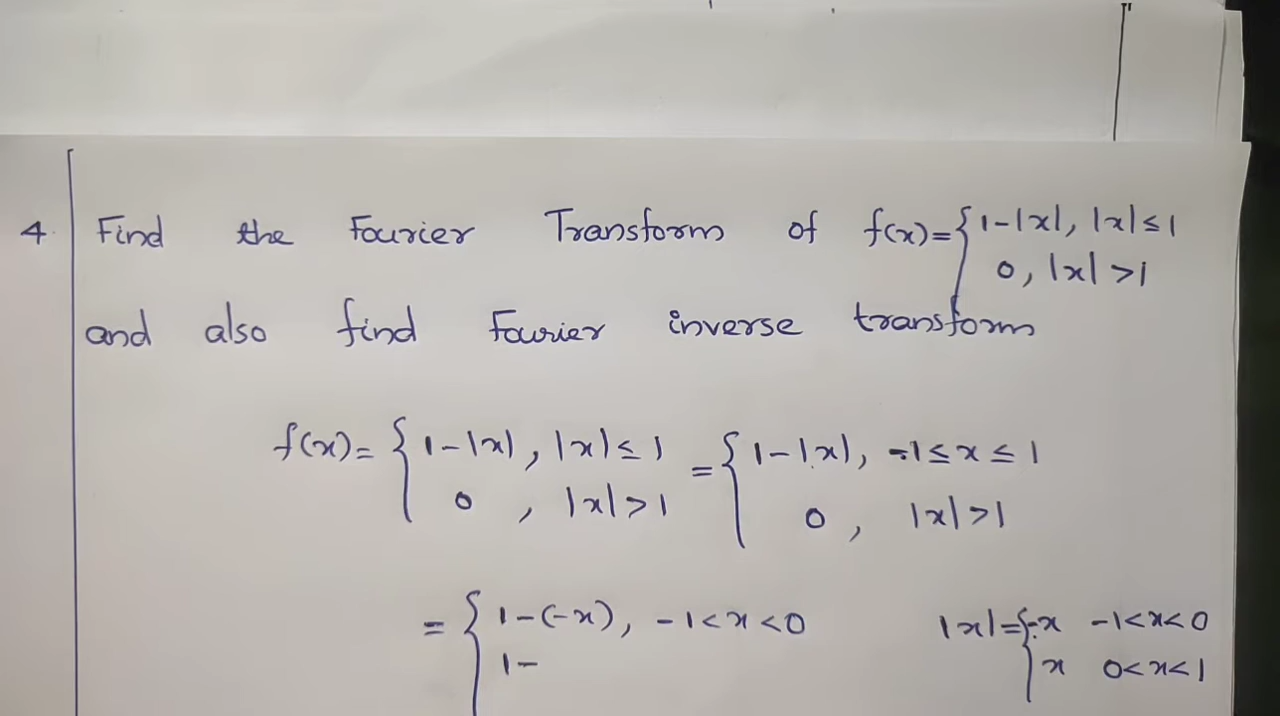 4. Find the Fourier Transform of f(x)={1-|x|, |x|≤1
0, |x|>1
and also find Fourier inverse transform
f(x)= {1-|x|, |x|≤1 ={1-|x|, -1≤x≤1
0, |x|>1 0, |x|>1
= {1-(-x), -1<x<0 |x|={-x -1<x<0
1- x 0<x<1